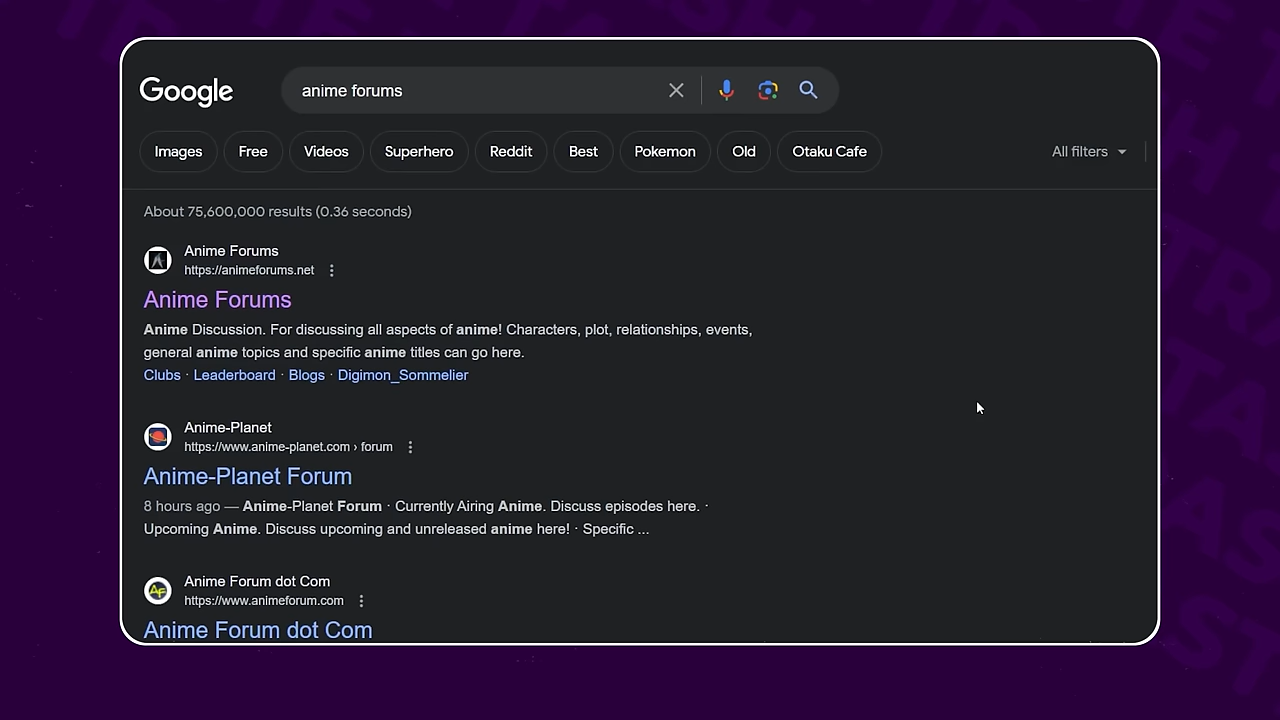 Google
anime forums
Images Free Videos Superhero Reddit Best Pokemon Old Otaku Cafe All filters
About 75,600,000 results (0.36 seconds)
Anime Forums
https://animeforums.net
Anime Forums
Anime Discussion. For discussing all aspects of anime! Characters, plot, relationships, events,
general anime topics and specific anime titles can go here.
Clubs · Leaderboard · Blogs · Digimon_Sommelier
Anime-Planet
https://www.anime-planet.com › forum
Anime-Planet Forum
8 hours ago — Anime-Planet Forum · Currently Airing Anime. Discuss episodes here. ·
Upcoming Anime. Discuss upcoming and unreleased anime here! · Specific ...
Anime Forum dot Com
https://www.animeforum.com
Anime Forum dot Com